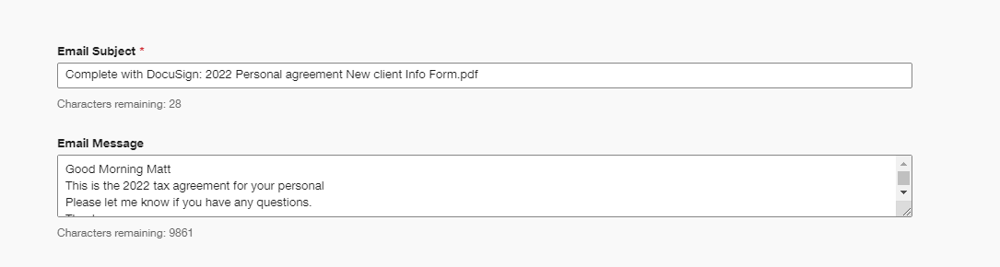 Email Subject *
Complete with DocuSign: 2022 Personal agreement New client Info Form.pdf
Characters remaining: 28
Email Message
Good Morning Matt
This is the 2022 tax agreement for your personal
Please let me know if you have any questions.
Characters remaining: 9861